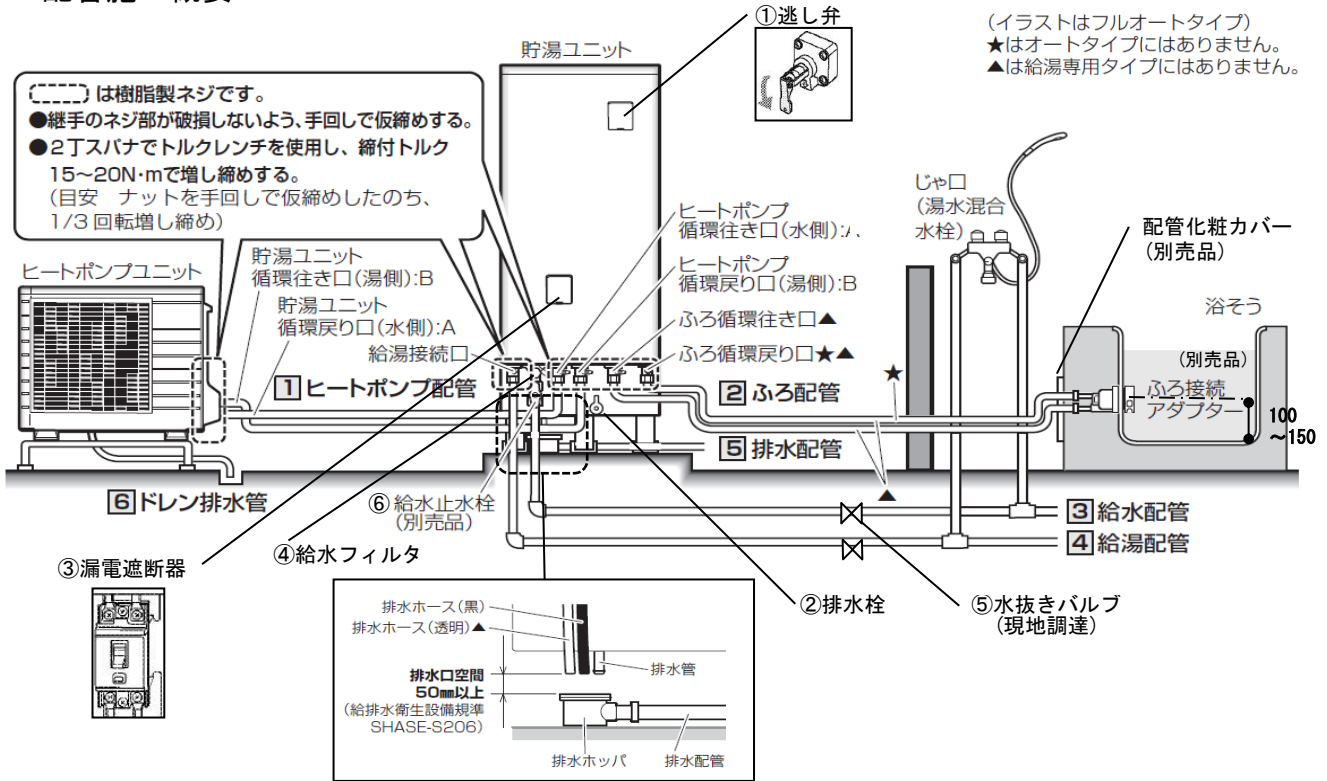 ①逃し弁
(イラストはフルオートタイプ)
★はオートタイプにはありません。
▲は給湯専用タイプにはありません。
貯湯ユニット
は樹脂製ネジです。
●継手のネジ部が破損しないよう、手回しで仮締めする。
●2丁スパナでトルクレンチを使用し、締付トルク
15〜20N·mで増し締めする。
(目安　ナットを手回しで仮締めしたのち、
1/3 回転増し締め)
じゃ口
(湯水混合
水栓)
配管化粧カバー
(別売品)
ヒートポンプ
循環往き口(水側):A
ヒートポンプ
循環戻り口(湯側):B
ふろ循環往き口▲
ふろ循環戻り口★▲
ヒートポンプユニット
貯湯ユニット
循環往き口(湯側):B
貯湯ユニット
循環戻り口(水側):A
給湯接続口
浴そう
(別売品)
ふろ接続
アダプター
100
〜150
1 ヒートポンプ配管
2 ふろ配管
★
5 排水配管
▲
6 ドレン排水管
⑥給水止水栓
(別売品)
3 給水配管
4 給湯配管
④給水フィルタ
③漏電遮断器
②排水栓
⑤水抜きバルブ
(現地調達)
排水ホース(黒)
排水ホース(透明)▲
排水管
排水口空間
50㎜以上
(給排水衛生設備規準
SHASE-S206)
排水ホッパ
排水配管